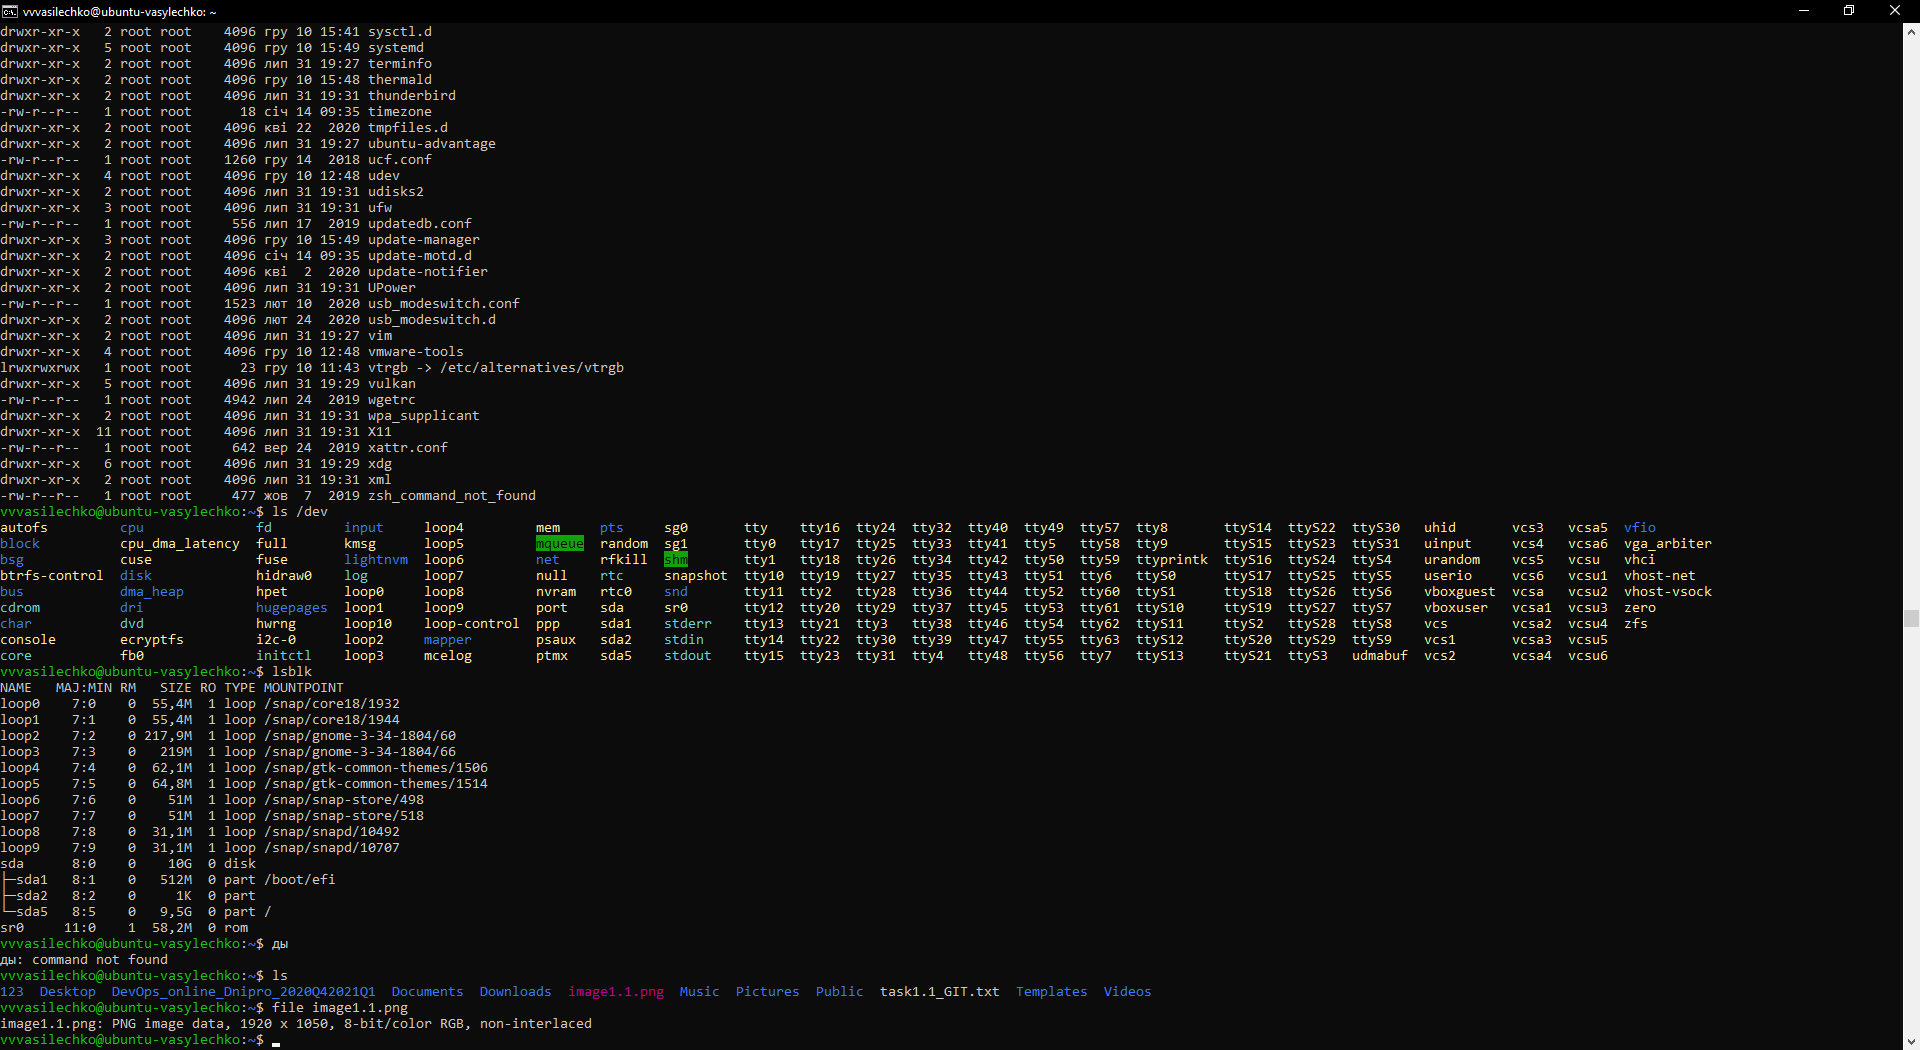 vvvasilechko@ubuntu-vasylechko: ~
drwxr-xr-x   2 root root    4096 гру 10 15:41 sysctl.d
drwxr-xr-x   5 root root    4096 гру 10 15:49 systemd
drwxr-xr-x   2 root root    4096 лип 31 19:27 terminfo
drwxr-xr-x   2 root root    4096 гру 10 15:48 thermald
drwxr-xr-x   2 root root    4096 лип 31 19:31 thunderbird
-rw-r--r--   1 root root      18 січ 14 09:35 timezone
drwxr-xr-x   2 root root    4096 кві 22  2020 tmpfiles.d
drwxr-xr-x   2 root root    4096 лип 31 19:27 ubuntu-advantage
-rw-r--r--   1 root root    1260 гру 14  2018 ucf.conf
drwxr-xr-x   4 root root    4096 гру 10 12:48 udev
drwxr-xr-x   2 root root    4096 лип 31 19:31 udisks2
drwxr-xr-x   3 root root    4096 лип 31 19:31 ufw
-rw-r--r--   1 root root     556 лип 17  2019 updatedb.conf
drwxr-xr-x   3 root root    4096 гру 10 15:49 update-manager
drwxr-xr-x   2 root root    4096 січ 14 09:35 update-motd.d
drwxr-xr-x   2 root root    4096 кві  2  2020 update-notifier
drwxr-xr-x   2 root root    4096 лип 31 19:31 UPower
-rw-r--r--   1 root root    1523 лют 10  2020 usb_modeswitch.conf
drwxr-xr-x   2 root root    4096 лют 24  2020 usb_modeswitch.d
drwxr-xr-x   2 root root    4096 лип 31 19:27 vim
drwxr-xr-x   4 root root    4096 гру 10 12:48 vmware-tools
lrwxrwxrwx   1 root root      23 гру 10 11:43 vtrgb -> /etc/alternatives/vtrgb
drwxr-xr-x   5 root root    4096 лип 31 19:29 vulkan
-rw-r--r--   1 root root    4942 лип 24  2019 wgetrc
drwxr-xr-x   2 root root    4096 лип 31 19:31 wpa_supplicant
drwxr-xr-x  11 root root    4096 лип 31 19:31 X11
-rw-r--r--   1 root root     642 вер 24  2019 xattr.conf
drwxr-xr-x   6 root root    4096 лип 31 19:29 xdg
drwxr-xr-x   2 root root    4096 лип 31 19:31 xml
-rw-r--r--   1 root root     477 жов  7  2019 zsh_command_not_found
vvvasilechko@ubuntu-vasylechko:~$ ls /dev
autofs cpu fd input loop4 mem pts sg0 tty tty16 tty24 tty32 tty40 tty49 tty57 tty8 ttyS14 ttyS22 ttyS30 uhid vcs3 vcsa5 vfio
block cpu_dma_latency full kmsg loop5 mqueue random sg1 tty0 tty17 tty25 tty33 tty41 tty5 tty58 tty9 ttyS15 ttyS23 ttyS31 uinput vcs4 vcsa6 vga_arbiter
bsg cuse fuse lightnvm loop6 net rfkill shm tty1 tty18 tty26 tty34 tty42 tty50 tty59 ttyprintk ttyS16 ttyS24 ttyS4 urandom vcs5 vcsu vhci
btrfs-control disk hidraw0 log loop7 null rtc snapshot tty10 tty19 tty27 tty35 tty43 tty51 tty6 ttyS0 ttyS17 ttyS25 ttyS5 userio vcs6 vcsu1 vhost-net
bus dma_heap hpet loop0 loop8 nvram rtc0 snd tty11 tty2 tty28 tty36 tty44 tty52 tty60 ttyS1 ttyS18 ttyS26 ttyS6 vboxguest vcsa vcsu2 vhost-vsock
cdrom dri hugepages loop1 loop9 port sda sr0 tty12 tty20 tty29 tty37 tty45 tty53 tty61 ttyS10 ttyS19 ttyS27 ttyS7 vboxuser vcsa1 vcsu3 zero
char dvd hwrng loop10 loop-control ppp sda1 stderr tty13 tty21 tty3 tty38 tty46 tty54 tty62 ttyS11 ttyS2 ttyS28 ttyS8 vcs vcsa2 vcsu4 zfs
console ecryptfs i2c-0 loop2 mapper psaux sda2 stdin tty14 tty22 tty30 tty39 tty47 tty55 tty63 ttyS12 ttyS20 ttyS29 ttyS9 vcs1 vcsa3 vcsu5
core fb0 initctl loop3 mcelog ptmx sda5 stdout tty15 tty23 tty31 tty4 tty48 tty56 tty7 ttyS13 ttyS21 ttyS3 udmabuf vcs2 vcsa4 vcsu6
vvvasilechko@ubuntu-vasylechko:~$ lsblk
NAME   MAJ:MIN RM   SIZE RO TYPE MOUNTPOINT
loop0    7:0    0  55,4M  1 loop /snap/core18/1932
loop1    7:1    0  55,4M  1 loop /snap/core18/1944
loop2    7:2    0 217,9M  1 loop /snap/gnome-3-34-1804/60
loop3    7:3    0   219M  1 loop /snap/gnome-3-34-1804/66
loop4    7:4    0  62,1M  1 loop /snap/gtk-common-themes/1506
loop5    7:5    0  64,8M  1 loop /snap/gtk-common-themes/1514
loop6    7:6    0    51M  1 loop /snap/snap-store/498
loop7    7:7    0    51M  1 loop /snap/snap-store/518
loop8    7:8    0  31,1M  1 loop /snap/snapd/10492
loop9    7:9    0  31,1M  1 loop /snap/snapd/10707
sda      8:0    0    10G  0 disk
├─sda1   8:1    0   512M  0 part /boot/efi
├─sda2   8:2    0     1K  0 part
└─sda5   8:5    0   9,5G  0 part /
sr0     11:0    1  58,2M  0 rom
vvvasilechko@ubuntu-vasylechko:~$ ды
ды: command not found
vvvasilechko@ubuntu-vasylechko:~$ ls
123  Desktop  DevOps_online_Dnipro_2020Q42021Q1  Documents  Downloads  image1.1.png  Music  Pictures  Public  task1.1_GIT.txt  Templates  Videos
vvvasilechko@ubuntu-vasylechko:~$ file image1.1.png
image1.1.png: PNG image data, 1920 x 1050, 8-bit/color RGB, non-interlaced
vvvasilechko@ubuntu-vasylechko:~$